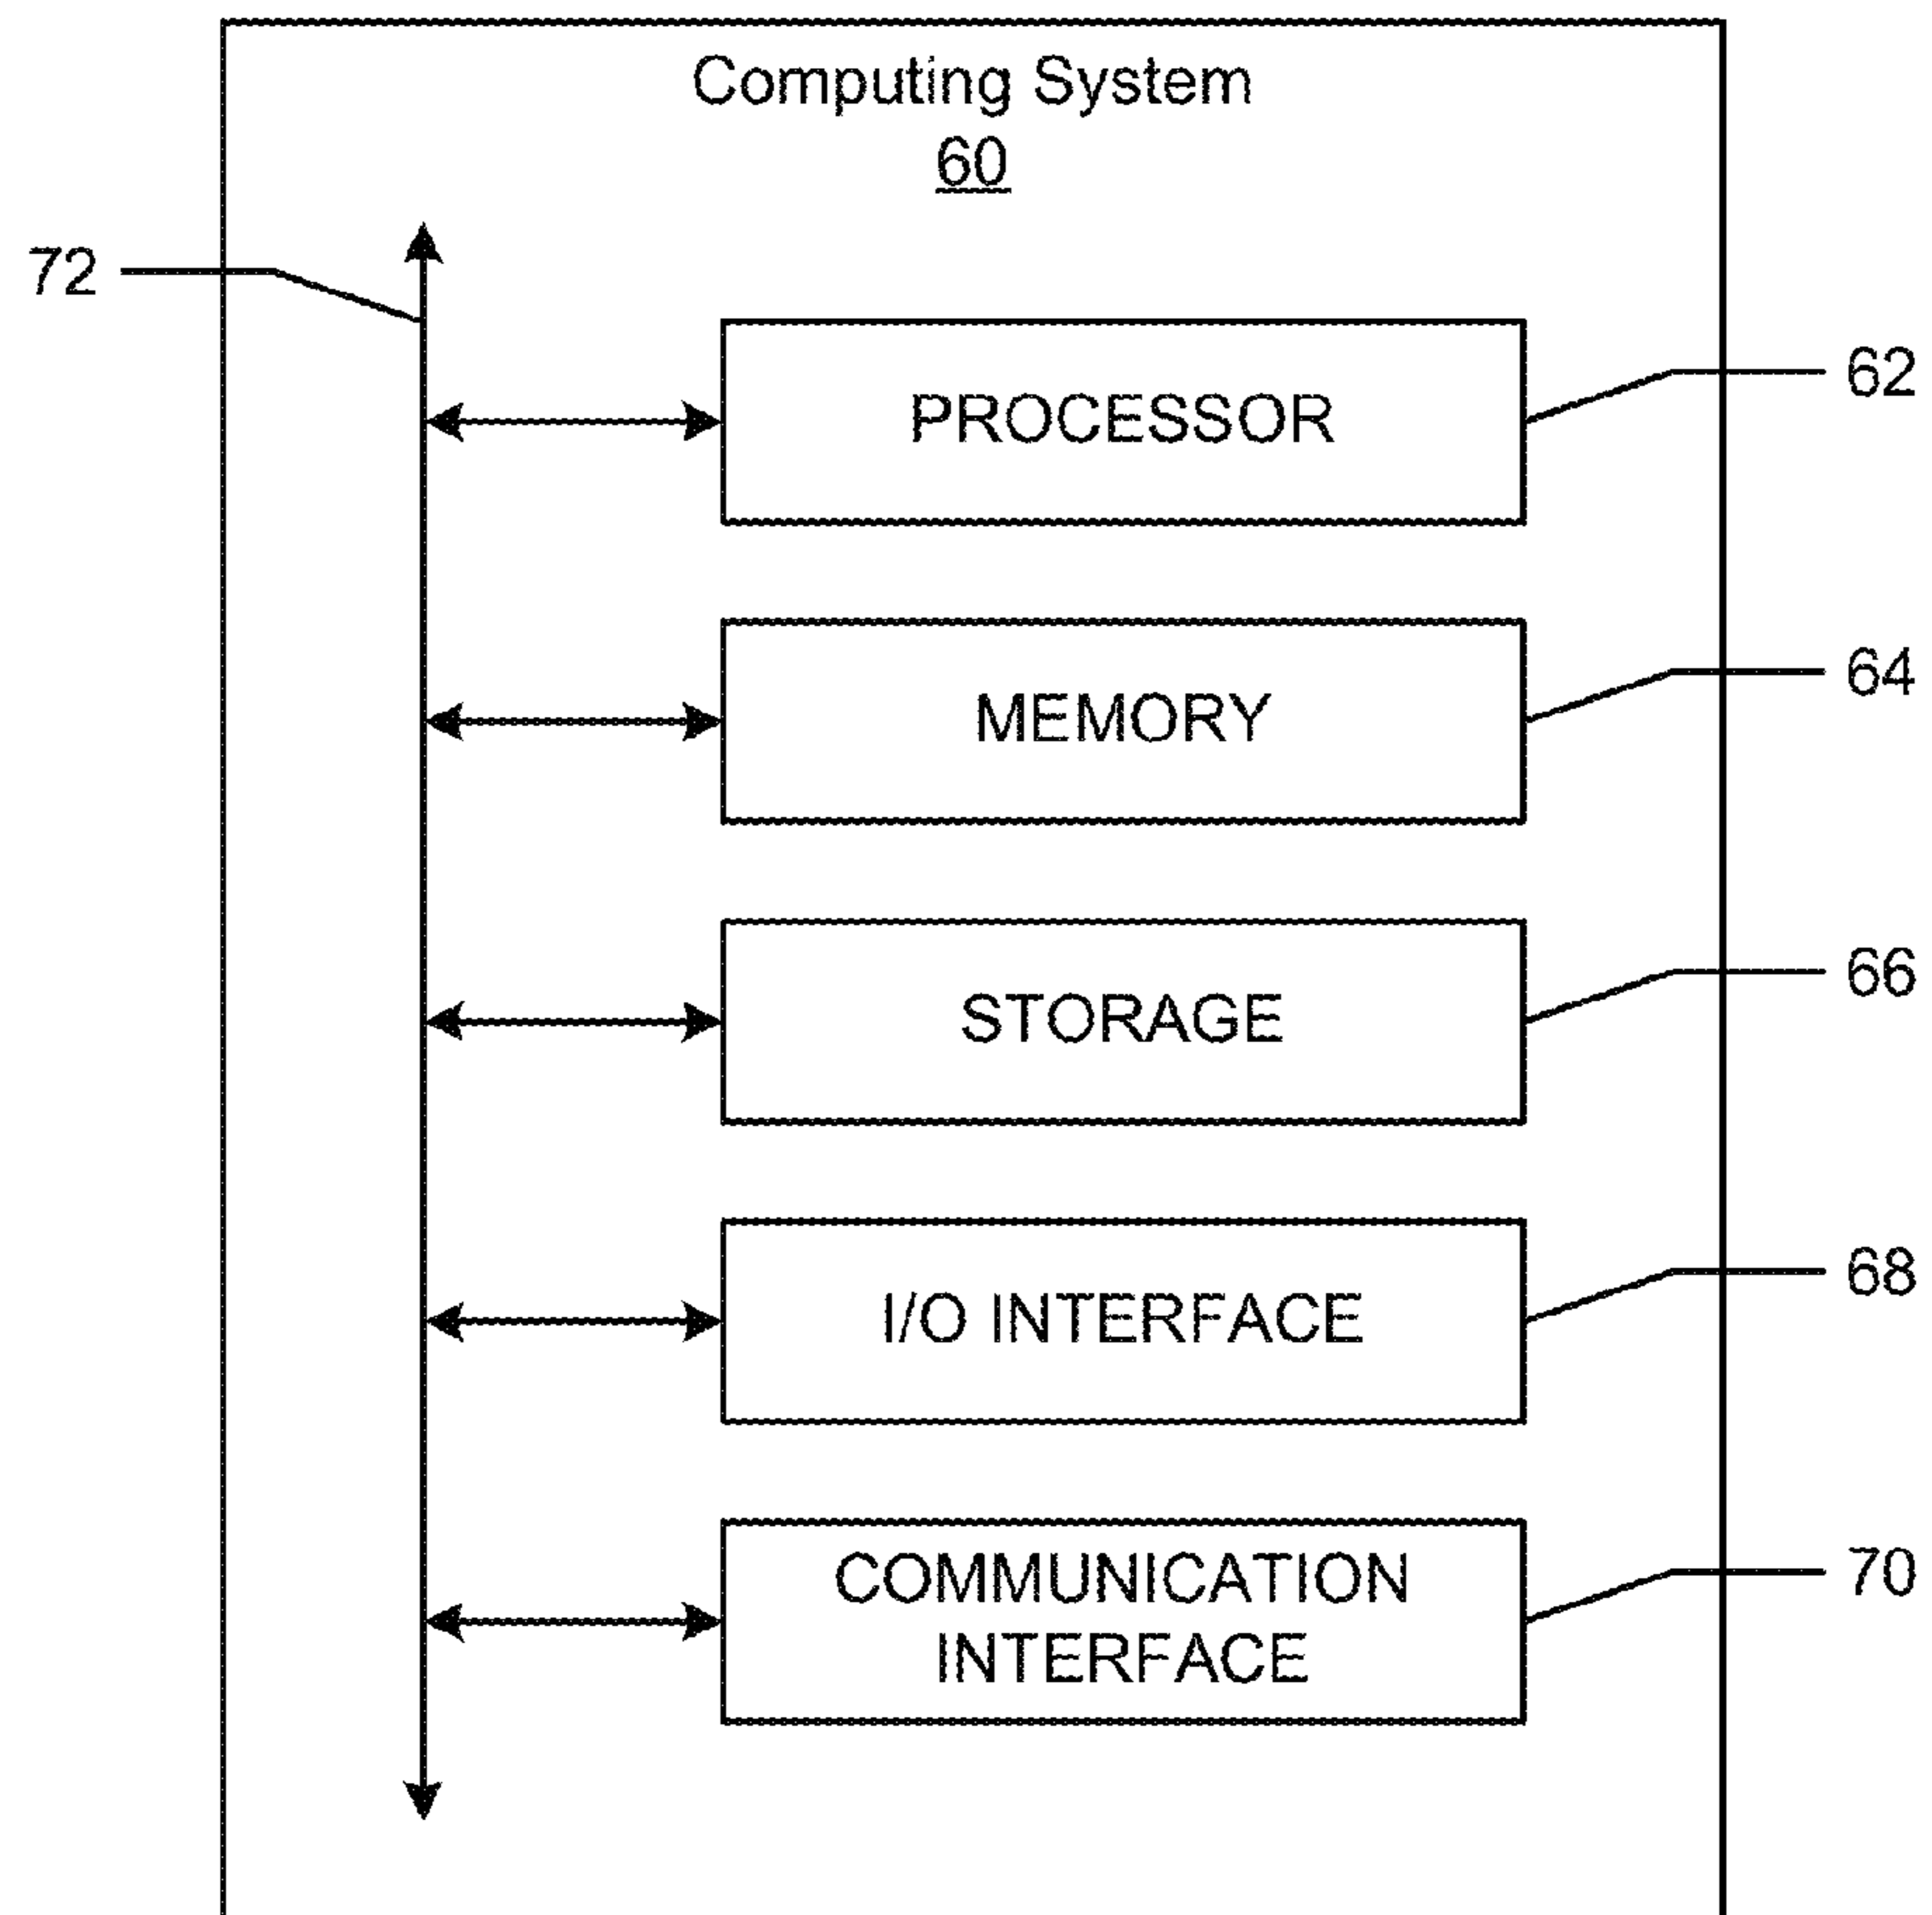 Computing System
60
72
PROCESSOR
62
MEMORY
64
STORAGE
66
I/O INTERFACE
68
COMMUNICATION
INTERFACE
70